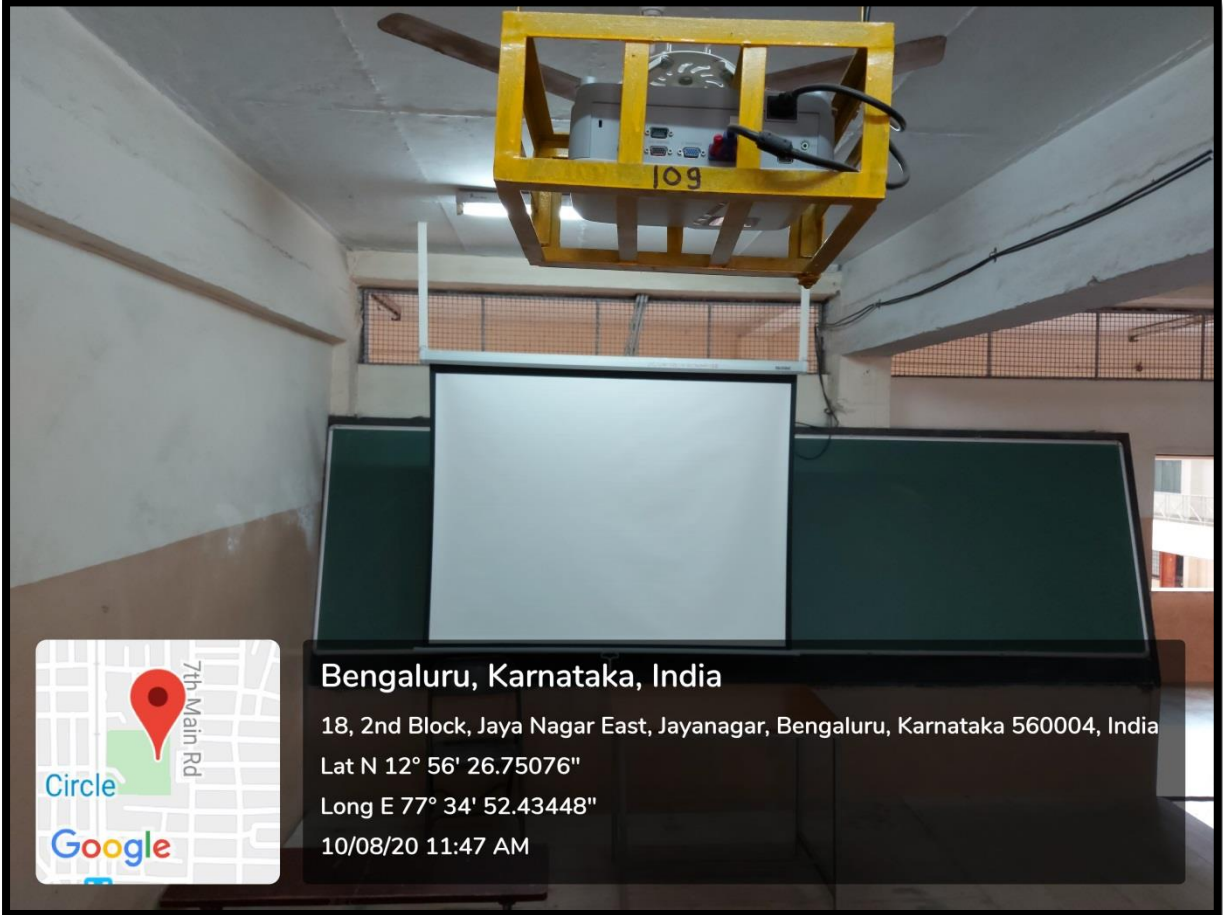 109
7th Main Rd
Circle
Google
Bengaluru, Karnataka, India
18, 2nd Block, Jaya Nagar East, Jayanagar, Bengaluru, Karnataka 560004, India
Lat N 12° 56' 26.75076"
Long E 77° 34' 52.43448"
10/08/20 11:47 AM